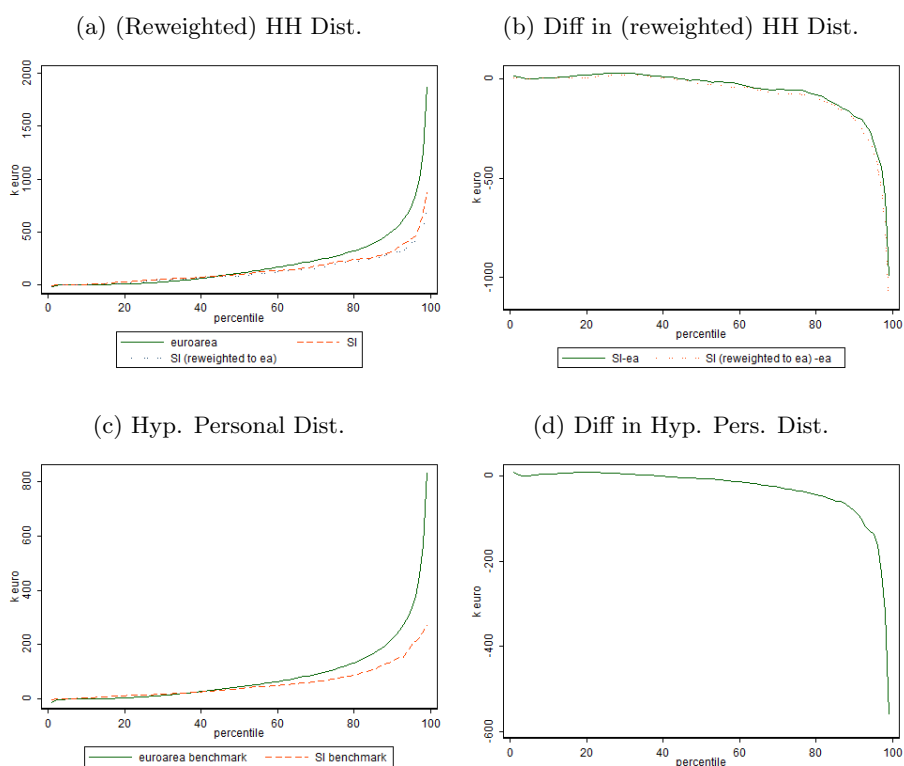 (a) (Reweighted) HH Dist.
2000
1500
1000
500
0
k euro
0 20 40 60 80 100
percentile
euroarea SI
SI (reweighted to ea)
(b) Diff in (reweighted) HH Dist.
0
-500
-1000
k euro
0 20 40 60 80 100
percentile
SI-ea SI (reweighted to ea) -ea
(c) Hyp. Personal Dist.
800
600
400
200
0
k euro
0 20 40 60 80 100
percentile
euroarea benchmark SI benchmark
(d) Diff in Hyp. Pers. Dist.
0
-200
-400
-600
k euro
0 20 40 60 80 100
percentile